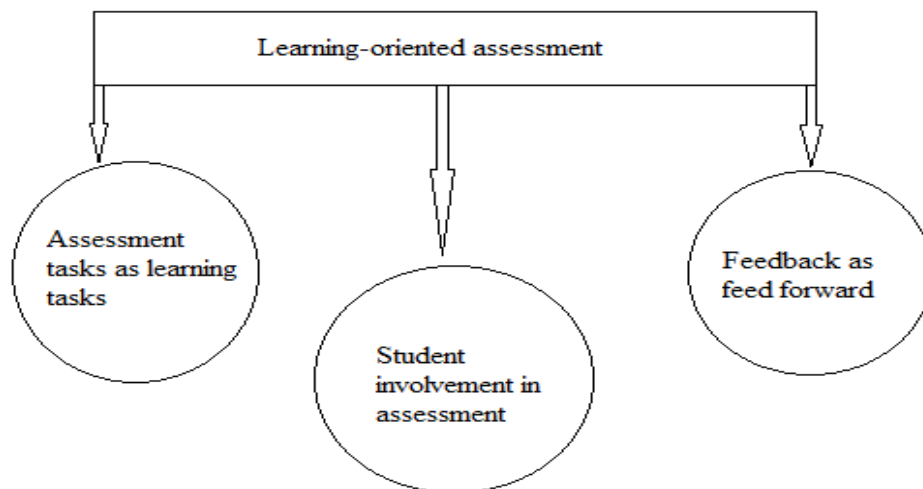 Learning-oriented assessment
Assessment
tasks as learning
tasks
Student
involvement in
assessment
Feedback as
feed forward